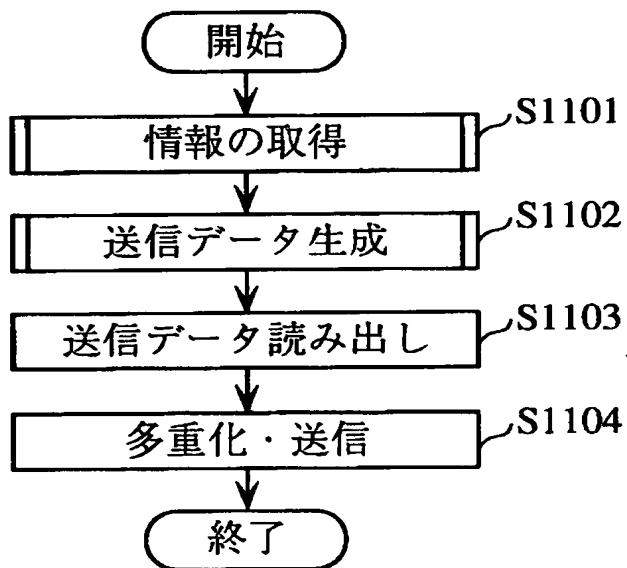 開始
情報の取得 S1101
送信データ生成 S1102
送信データ読み出し S1103
多重化・送信 S1104
終了